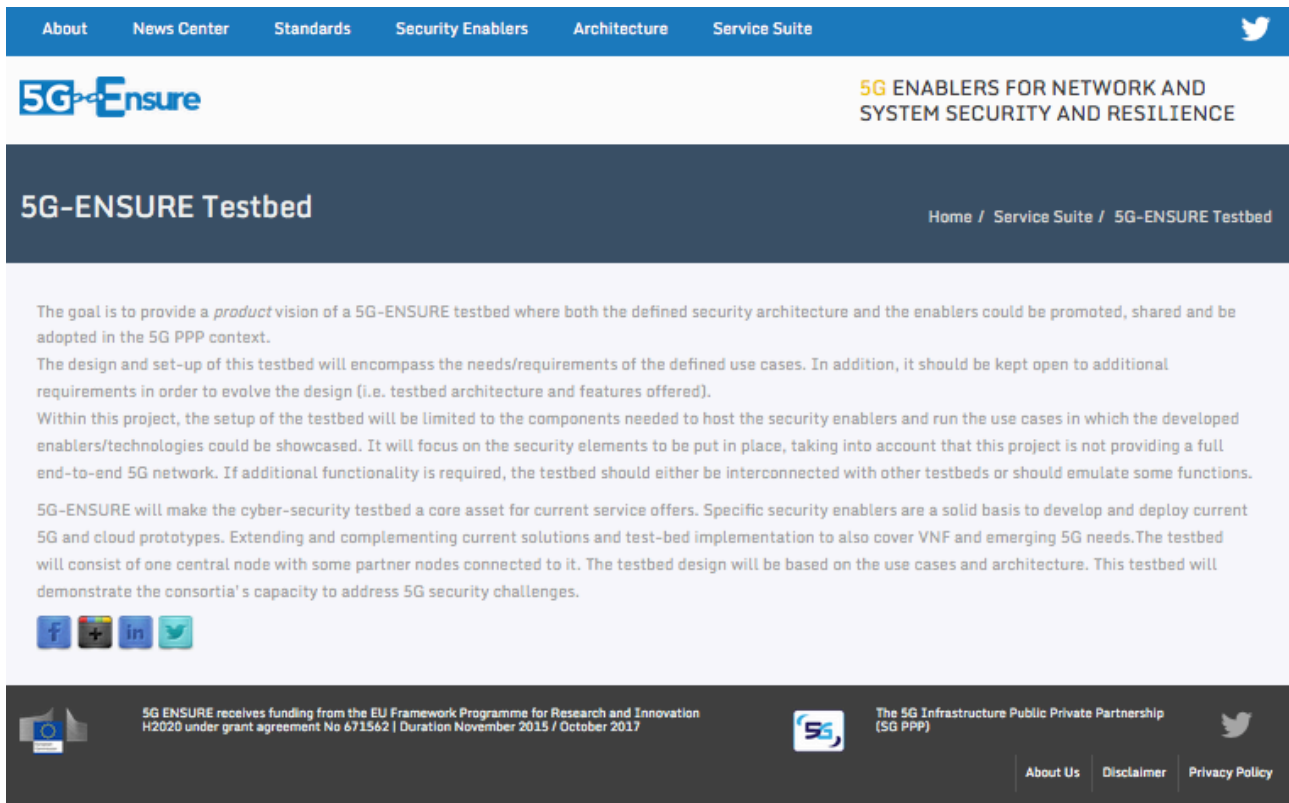 About News Center Standards Security Enablers Architecture Service Suite
5G Ensure
5G ENABLERS FOR NETWORK AND
SYSTEM SECURITY AND RESILIENCE
5G-ENSURE Testbed
Home / Service Suite / 5G-ENSURE Testbed
The goal is to provide a product vision of a 5G-ENSURE testbed where both the defined security architecture and the enablers could be promoted, shared and be
adopted in the 5G PPP context.
The design and set-up of this testbed will encompass the needs/requirements of the defined use cases. In addition, it should be kept open to additional
requirements in order to evolve the design (i.e. testbed architecture and features offered).
Within this project, the setup of the testbed will be limited to the components needed to host the security enablers and run the use cases in which the developed
enablers/technologies could be showcased. It will focus on the security elements to be put in place, taking into account that this project is not providing a full
end-to-end 5G network. If additional functionality is required, the testbed should either be interconnected with other testbeds or should emulate some functions.
5G-ENSURE will make the cyber-security testbed a core asset for current service offers. Specific security enablers are a solid basis to develop and deploy current
5G and cloud prototypes. Extending and complementing current solutions and test-bed implementation to also cover VNF and emerging 5G needs.The testbed
will consist of one central node with some partner nodes connected to it. The testbed design will be based on the use cases and architecture. This testbed will
demonstrate the consortia's capacity to address 5G security challenges.
f + in
5G ENSURE receives funding from the EU Framework Programme for Research and Innovation
H2020 under grant agreement No 671562 | Duration November 2015 / October 2017
5G
The 5G Infrastructure Public Private Partnership
(5G PPP)
About Us Disclaimer Privacy Policy